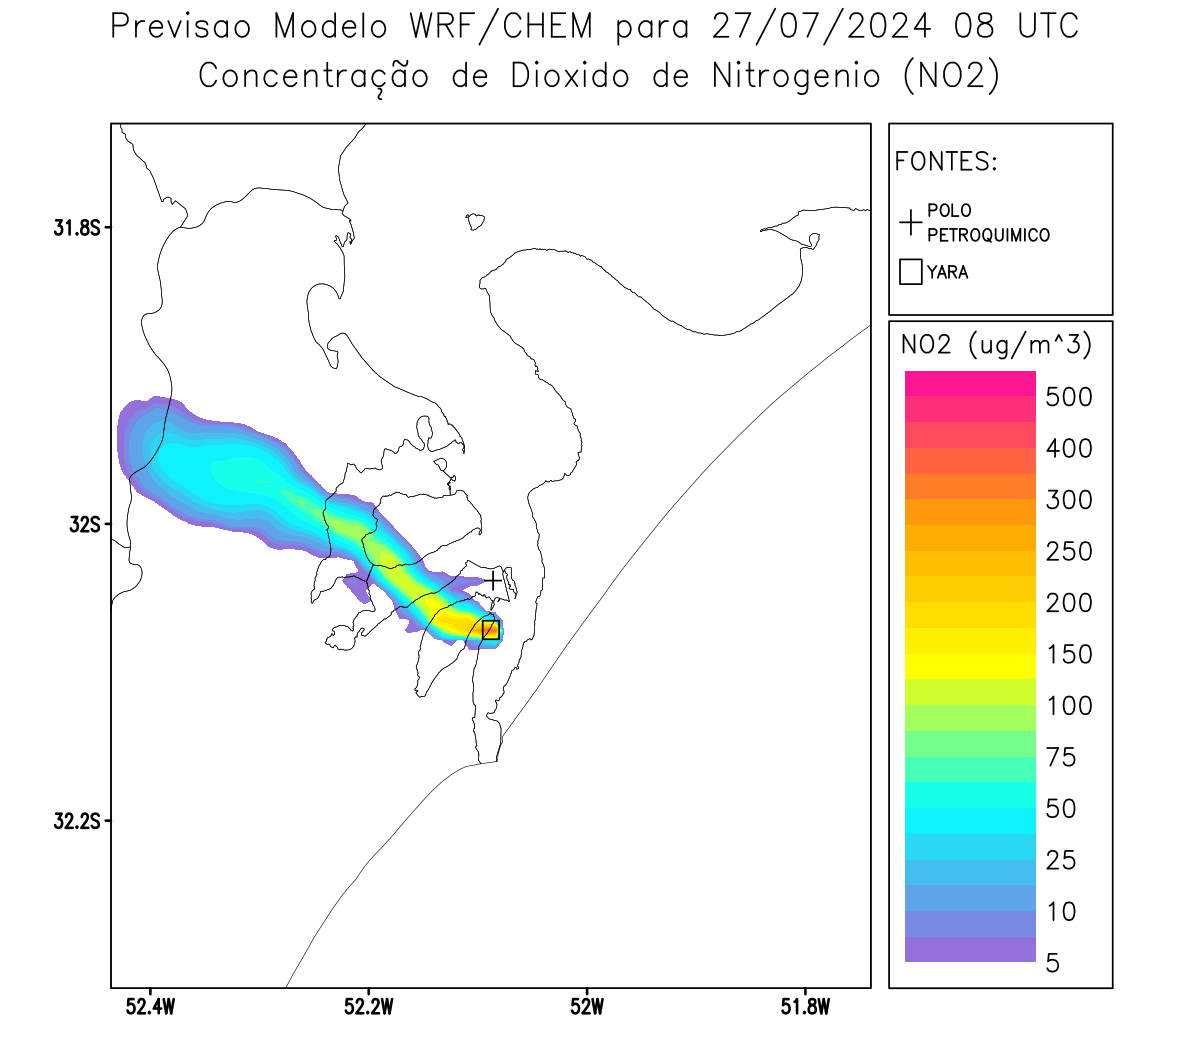 Previsao Modelo WRF/CHEM para 27/07/2024 08 UTC
Concentração de Dioxido de Nitrogenio (NO2)
FONTES:
POLO
PETROQUIMICO
YARA
NO2 (ug/m^3)
500
400
300
250
200
150
100
75
50
25
10
5
31.8S
32S
32.2S
52.4W
52.2W
52W
51.8W